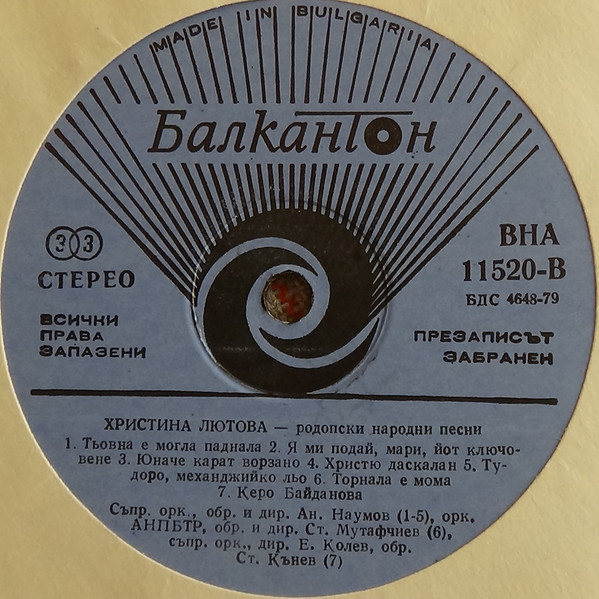 MADE IN BULGARIA
Балкантон
33
СТЕРЕО
ВСИЧКИ
ПРАВА
ЗАПАЗЕНИ
ВНА
11520-В
БДС 4648-79
ПРЕЗАПИСЪТ
ЗАБРАНЕН
ХРИСТИНА ЛЮТОВА — родопски народни песни
1. Тьовна е могла паднала 2. Я ми подай, мари, йот ключо-
вене 3. Юначе карат ворзано 4. Христю даскалан 5. Ту-
доро, механджийко льо 6. Торнала е мома
7. Керо Байданова
Съпр. орк., обр. и дир. Ан. Наумов (1-5), орк.
АНПБТР, обр. и дир. Ст. Мутафчиев (6),
съпр. орк., дир. Е. Колев, обр.
Ст. Кънев (7)